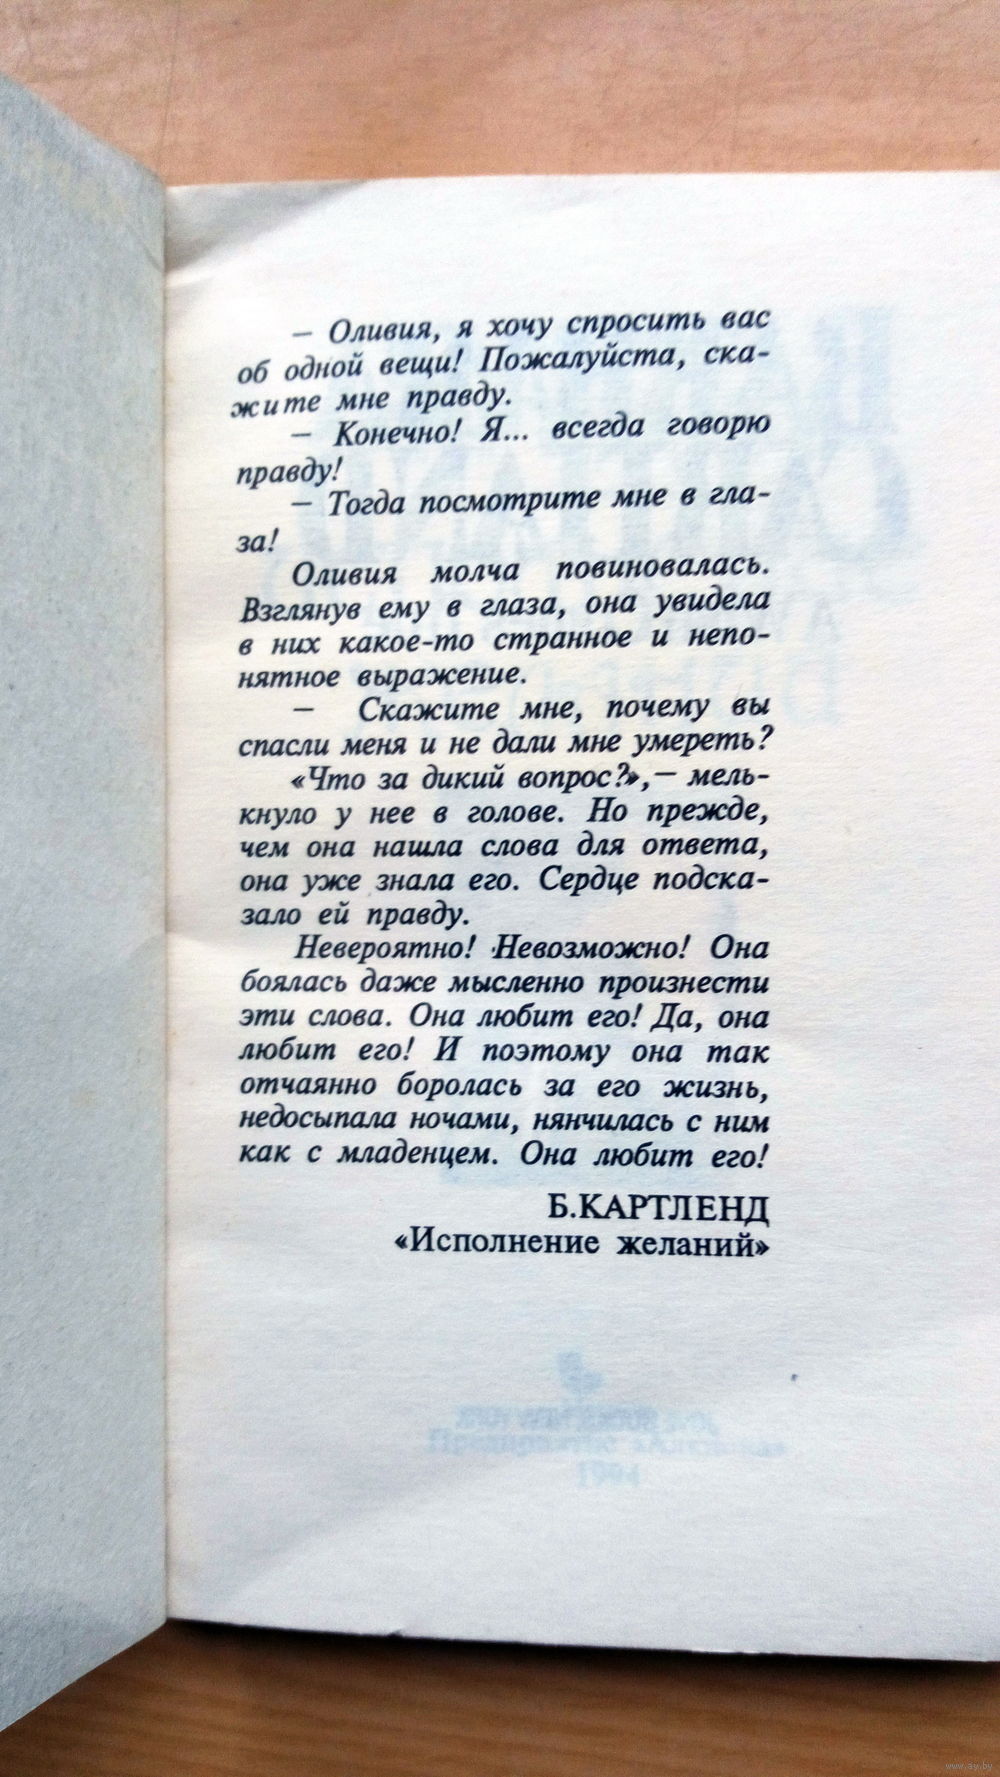 — Оливия, я хочу спросить вас
об одной вещи! Пожалуйста, ска-
жите мне правду.
— Конечно! Я... всегда говорю
правду!
— Тогда посмотрите мне в гла-
за!
Оливия молча повиновалась.
Взглянув ему в глаза, она увидела
в них какое-то странное и непо-
нятное выражение.
— Скажите мне, почему вы
спасли меня и не дали мне умереть?
«Что за дикий вопрос?»,— мель-
кнуло у нее в голове. Но прежде,
чем она нашла слова для ответа,
она уже знала его. Сердце подска-
зало ей правду.
Невероятно! Невозможно! Она
боялась даже мысленно произнести
эти слова. Она любит его! Да, она
любит его! И поэтому она так
отчаянно боролась за его жизнь,
недосыпала ночами, нянчилась с ним
как с младенцем. Она любит его!
Б.КАРТЛЕНД
«Исполнение желаний»
1994
www.ay.by